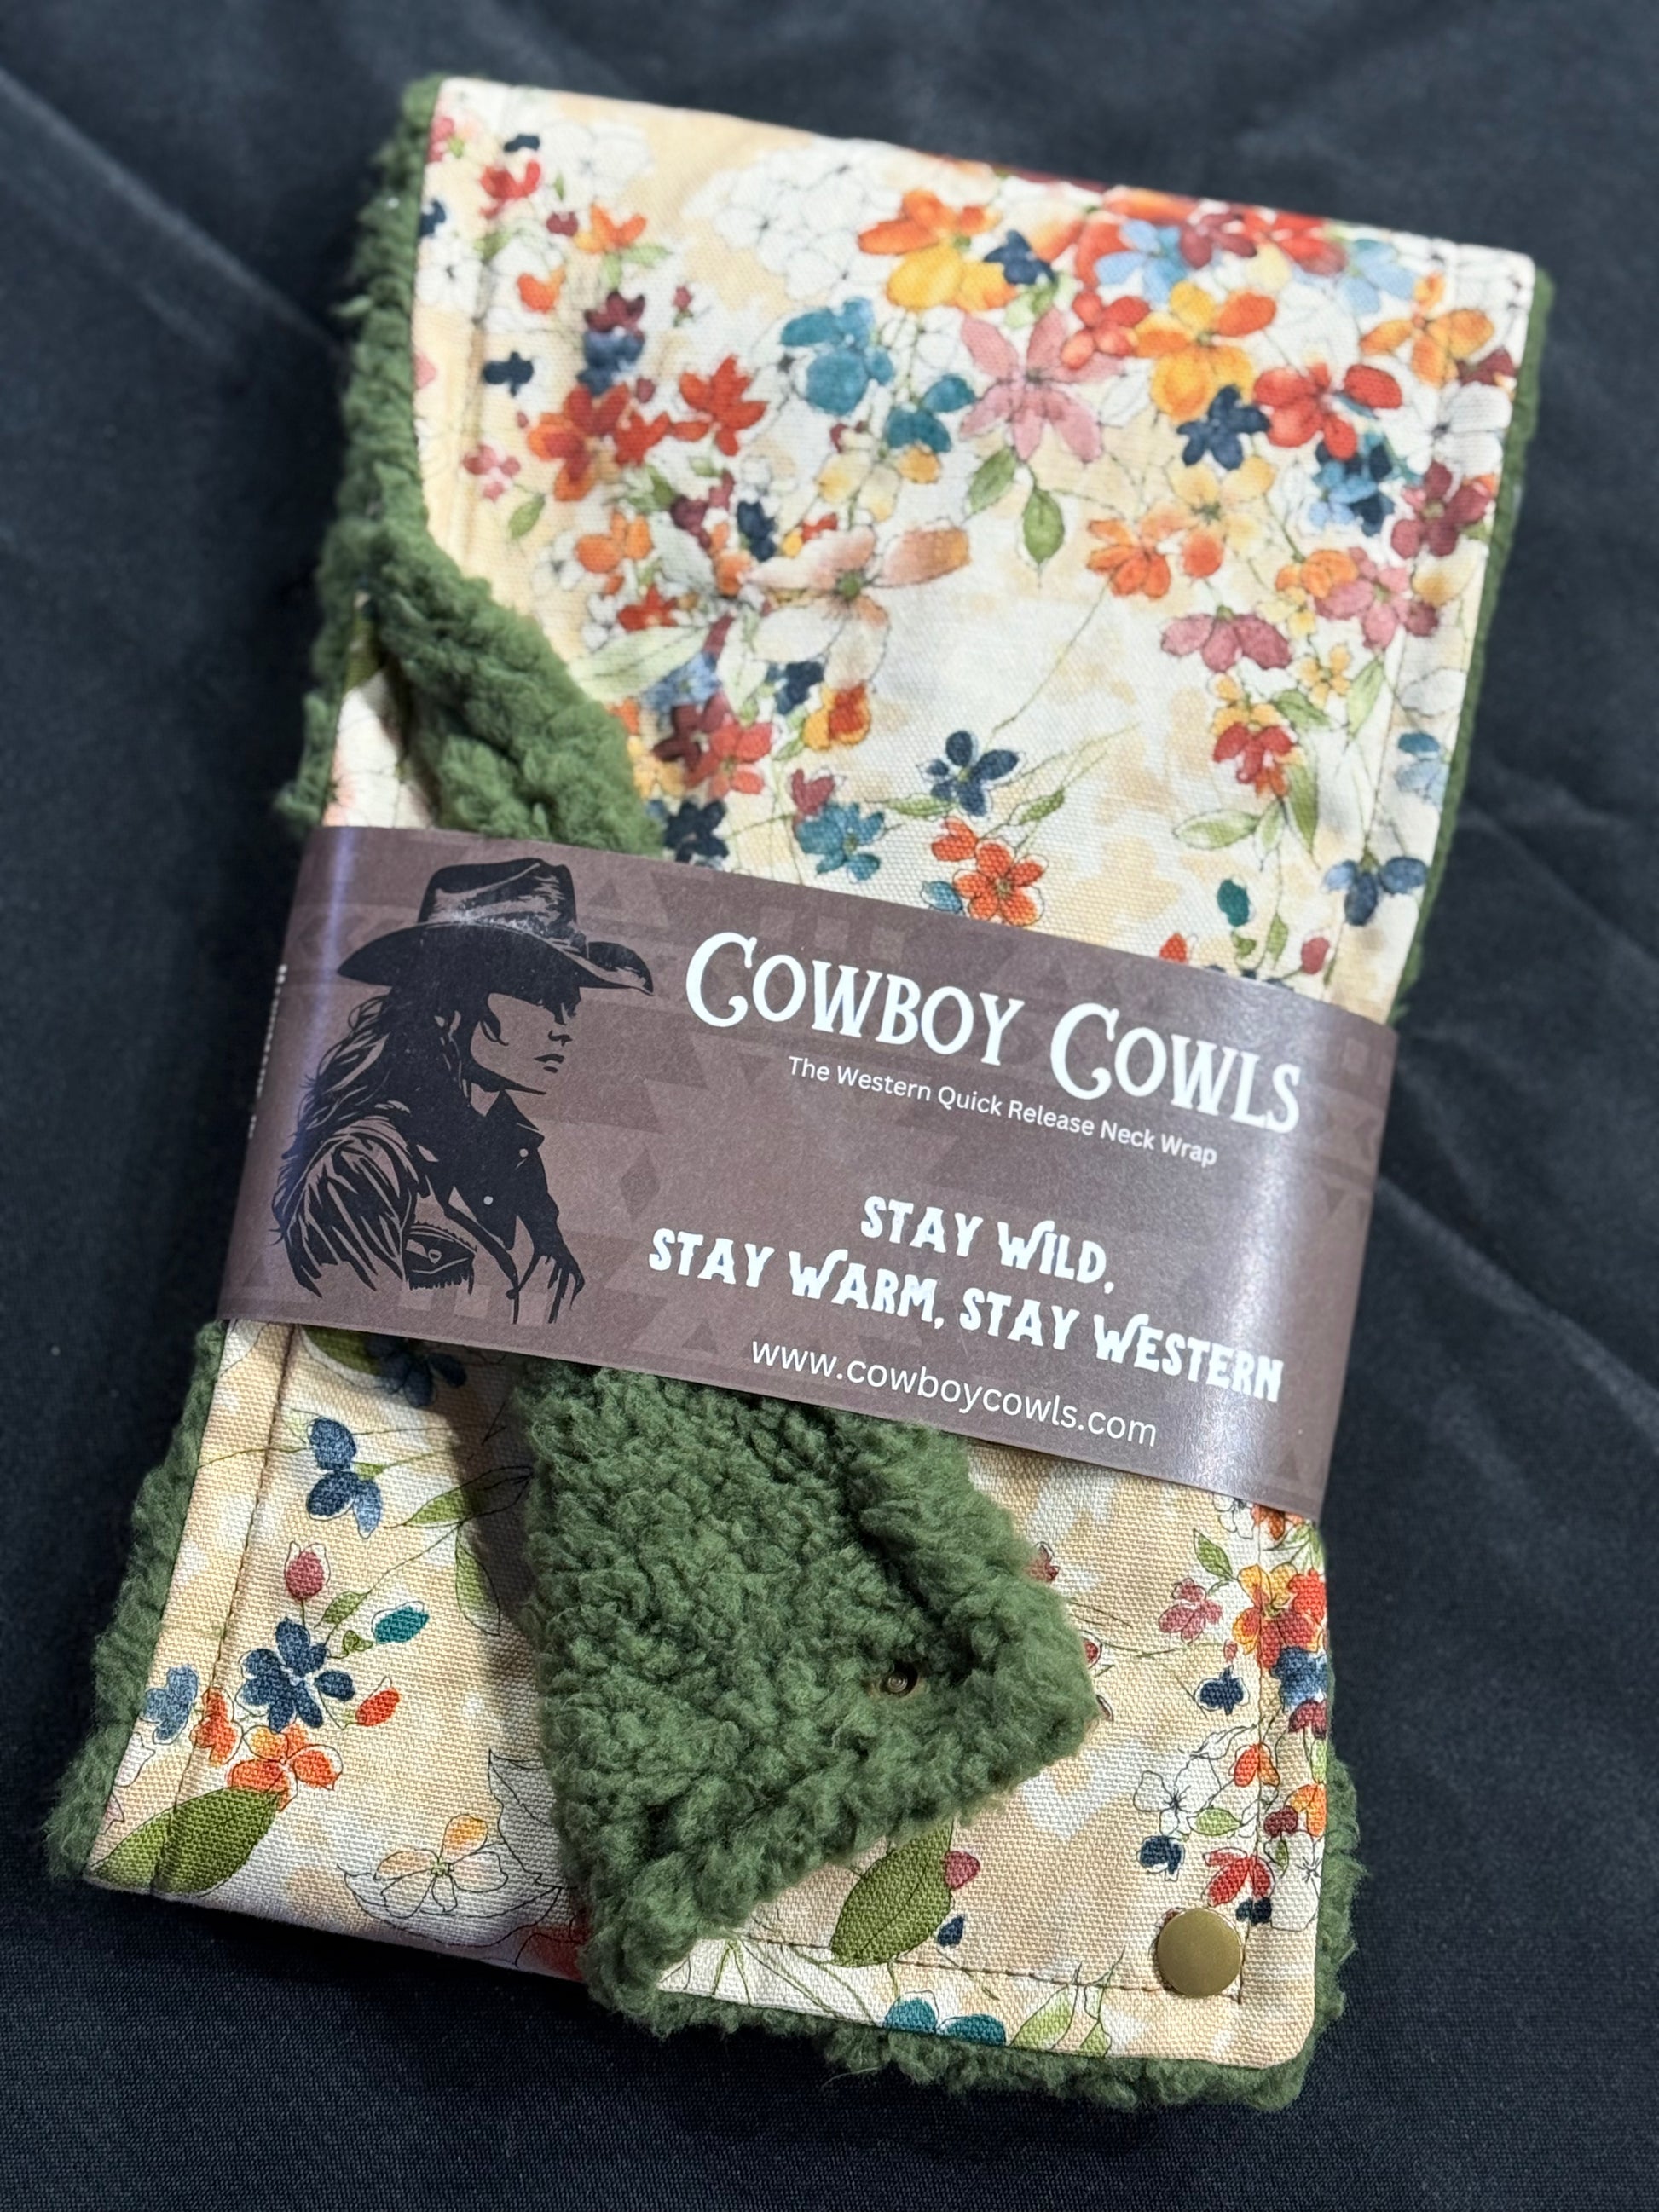 COWBOY COWLS
The Western Quick Release Neck Wrap
STAY WILD,
STAY WARM, STAY WESTERN
www.cowboycowls.com